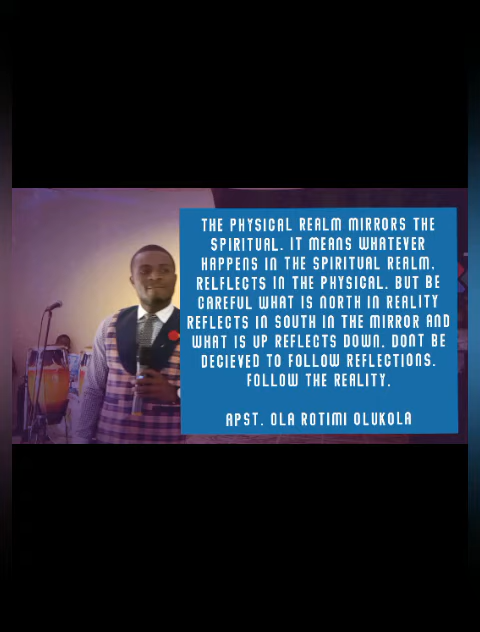 THE PHYSICAL REALM MIRRORS THE
SPIRITUAL. IT MEANS WHATEVER
HAPPENS IN THE SPIRITUAL REALM,
RELFLECTS IN THE PHYSICAL. BUT BE
CAREFUL WHAT IS NORTH IN REALITY
REFLECTS IN SOUTH IN THE MIRROR AND
WHAT IS UP REFLECTS DOWN. DONT BE
DECIEVED TO FOLLOW REFLECTIONS.
FOLLOW THE REALITY.
APST. OLA ROTIMI OLUKOLA